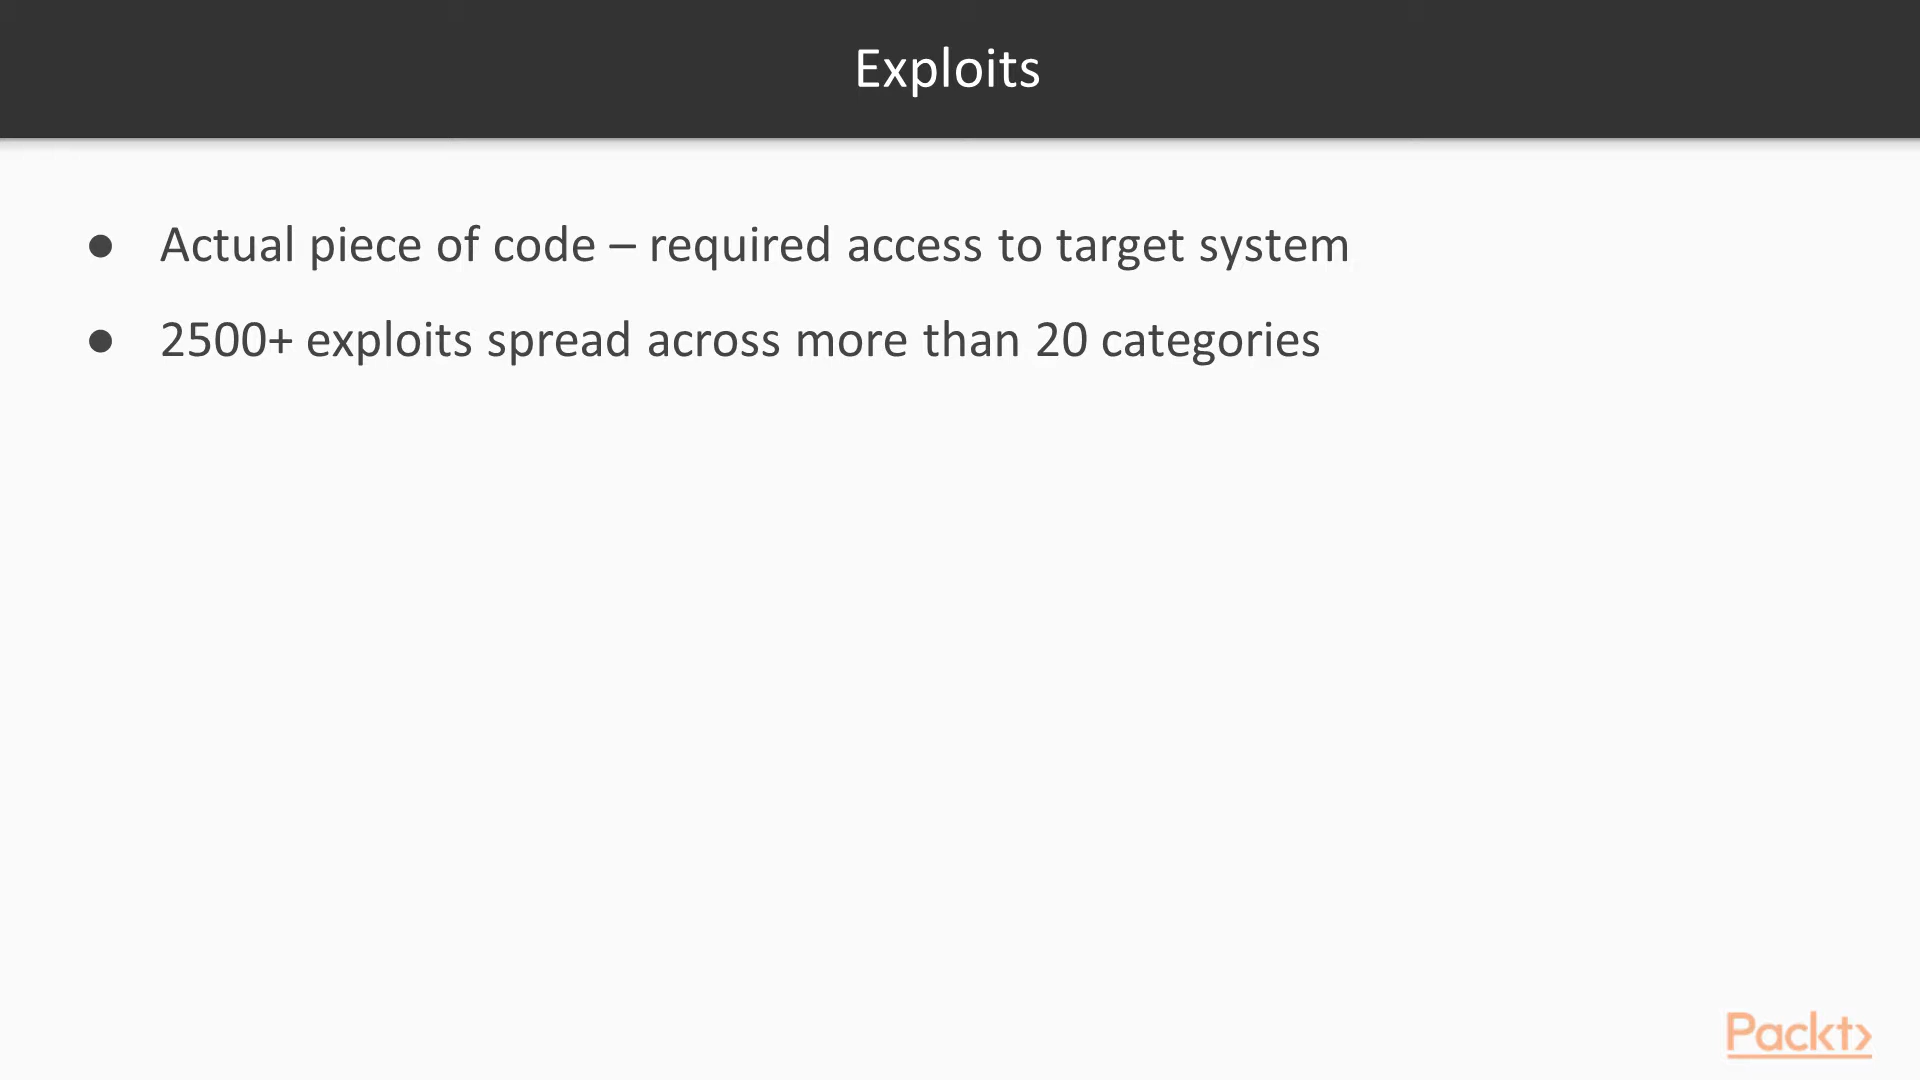 Exploits
● Actual piece of code – required access to target system
● 2500+ exploits spread across more than 20 categories
Packt>